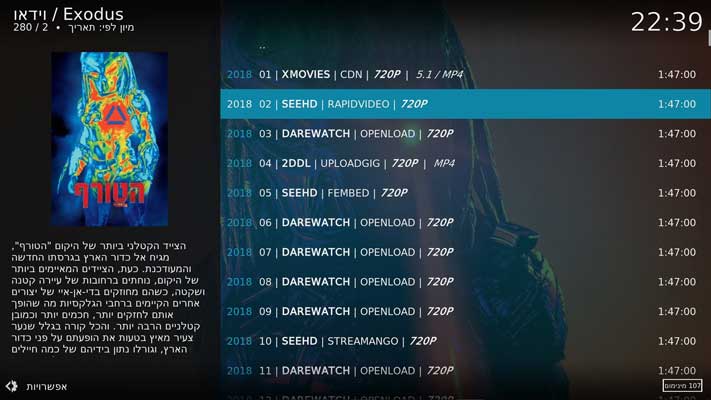 וידאו / Exodus
מיון לפי: תאריך • 2 / 280
22:39
הטורף
הצייד הקטלני ביותר של היקום "הטורף",
מגיח אל כדור הארץ בגרסתו החדשה
והמעודכנת. כעת, הציידים המאיימים ביותר
של היקום, נוחתים ברחובות של עיירה קטנה
ושקטה, כשהם מחוזקים בדי-אן-איי של יצורים
אחרים הקיימים ברחבי הגלקסיות מה שהופך
אותם לחזקים יותר, חכמים יותר וכמובן
קטלניים הרבה יותר. והכל קורה בגלל שנער
צעיר מאיץ בטעות את הופעתם על פני כדור
הארץ, וגורלו נתון בידיהם של כמה חיילים
..
2018 01 | XMOVIES | CDN | 720P | 5.1 / MP4 1:47:00
2018 02 | SEEHD | RAPIDVIDEO | 720P 1:47:00
2018 03 | DAREWATCH | OPENLOAD | 720P 1:47:00
2018 04 | 2DDL | UPLOADGIG | 720P | MP4 1:47:00
2018 05 | SEEHD | FEMBED | 720P 1:47:00
2018 06 | DAREWATCH | OPENLOAD | 720P 1:47:00
2018 07 | DAREWATCH | OPENLOAD | 720P 1:47:00
2018 08 | DAREWATCH | OPENLOAD | 720P 1:47:00
2018 09 | DAREWATCH | OPENLOAD | 720P 1:47:00
2018 10 | SEEHD | STREAMANGO | 720P 1:47:00
2018 11 | DAREWATCH | OPENLOAD | 720P 1:47:00
אפשרויות
107 מינימום